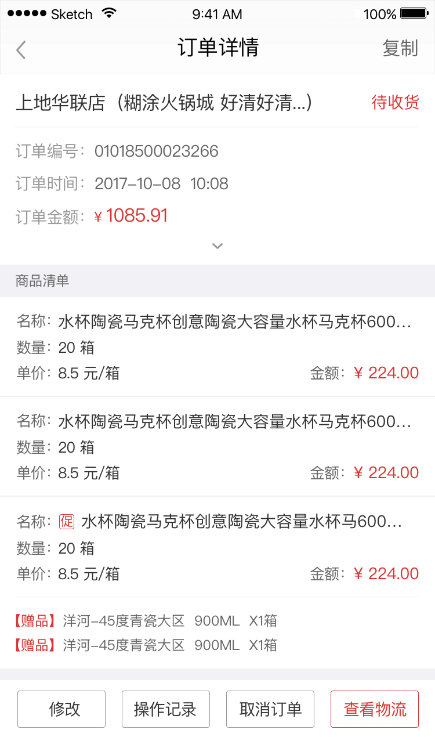 Sketch 9:41 AM 100%
订单详情 复制
上地华联店（糊涂火锅城 好清好清...） 待收货
订单编号：01018500023266
订单时间：2017-10-08 10:08
订单金额：¥ 1085.91
商品清单
名称：水杯陶瓷马克杯创意陶瓷大容量水杯马克杯600...
数量：20 箱
单价：8.5 元/箱 金额：¥ 224.00
名称：水杯陶瓷马克杯创意陶瓷大容量水杯马克杯600...
数量：20 箱
单价：8.5 元/箱 金额：¥ 224.00
名称：促 水杯陶瓷马克杯创意陶瓷大容量水杯马600...
数量：20 箱
单价：8.5 元/箱 金额：¥ 224.00
【赠品】洋河-45度青瓷大区 900ML X1箱
【赠品】洋河-45度青瓷大区 900ML X1箱
修改 操作记录 取消订单 查看物流